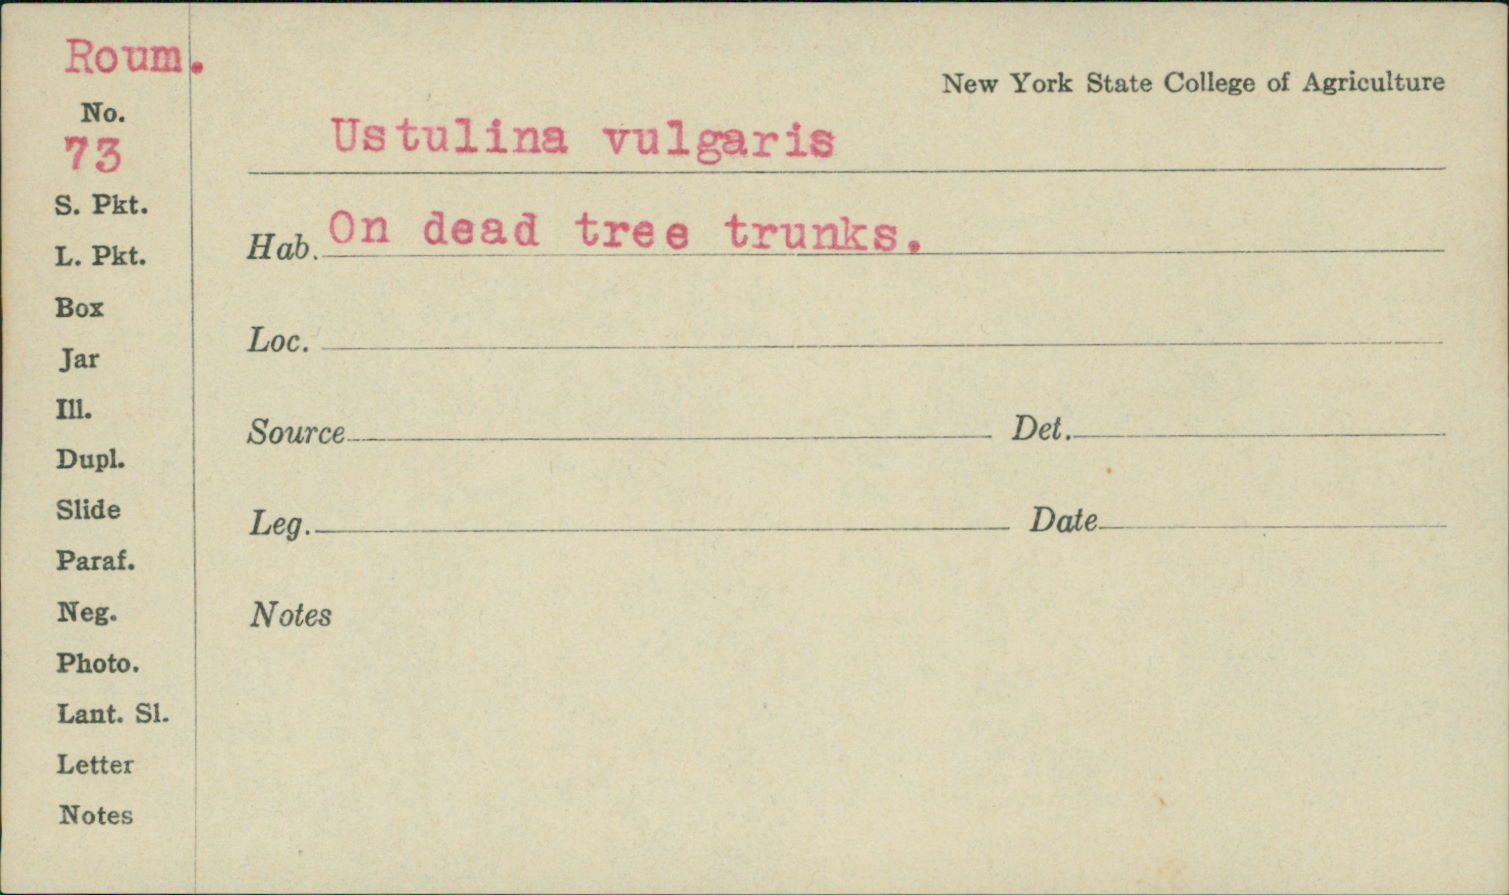 Roum.
New York State College of Agriculture
No.
73
Ustulina vulgaris
S. Pkt.
Hab. On dead tree trunks.
L. Pkt.
Box
Loc.
Jar
Ill.
Source Det.
Dupl.
Slide
Leg. Date
Paraf.
Neg.
Notes
Photo.
Lant. Sl.
Letter
Notes